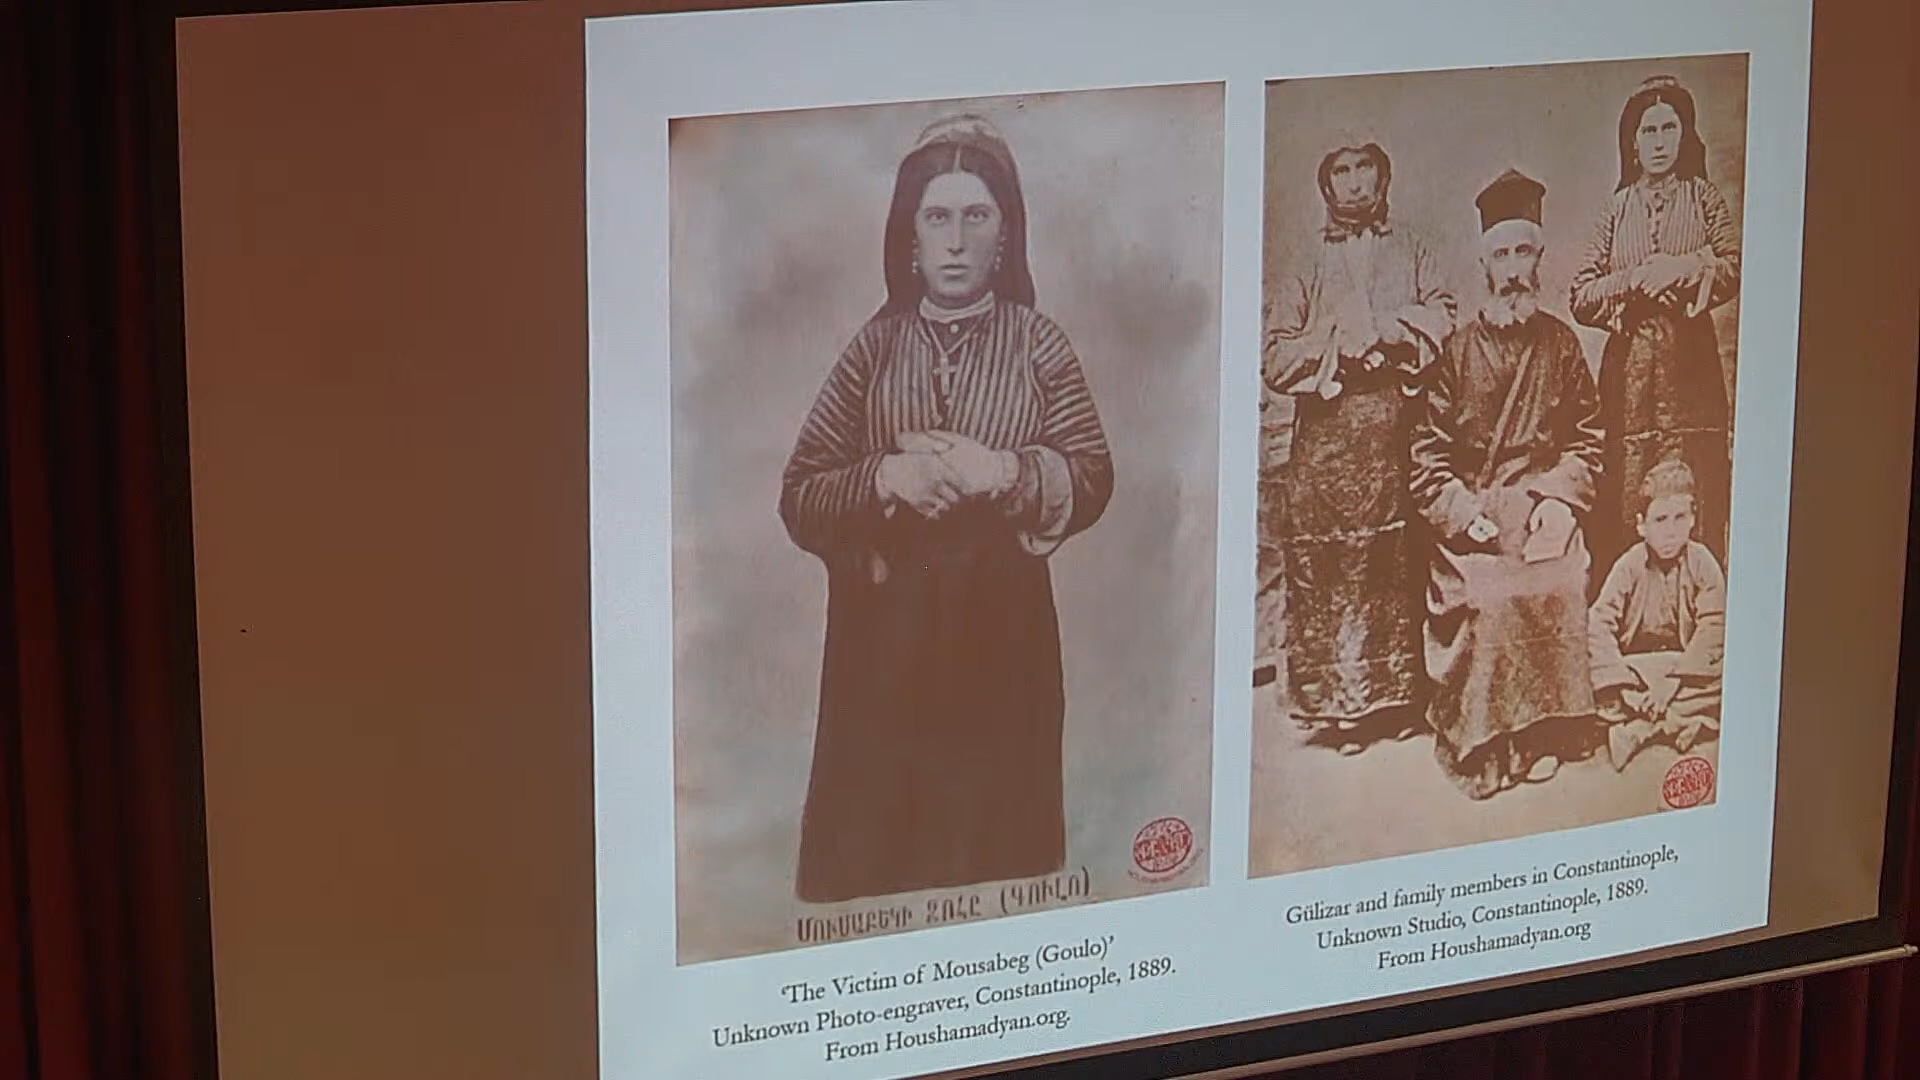 ՄՈՒՍԱԲԵԿԻ ԶՈՀԸ (ԳՈՒԼՈ)
‘The Victim of Mousabeg (Goulo)’
Unknown Photo-engraver, Constantinople, 1889.
From Houshamadyan.org.
Gülizar and family members in Constantinople,
Unknown Studio, Constantinople, 1889.
From Houshamadyan.org